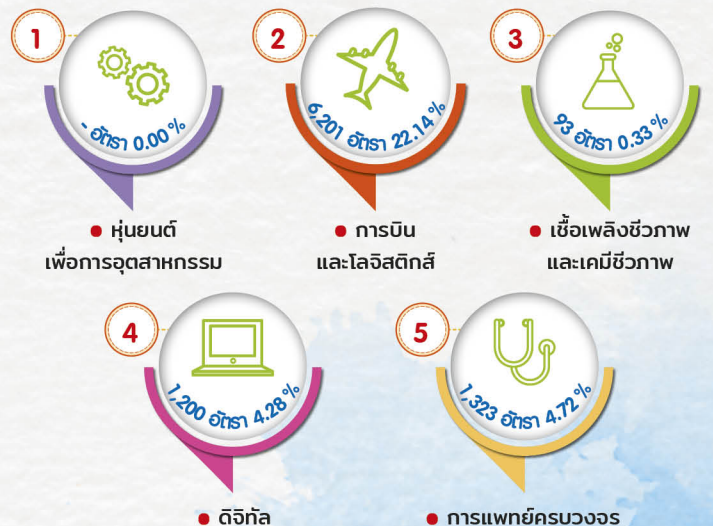 1
- อัตรา 0.00 %
● หุ่นยนต์
เพื่อการอุตสาหกรรม
2
6,201 อัตรา 22.14 %
● การบิน
และโลจิสติกส์
3
93 อัตรา 0.33 %
● เชื้อเพลิงชีวภาพ
และเคมีชีวภาพ
4
1,200 อัตรา 4.28 %
● ดิจิทัล
5
1,323 อัตรา 4.72 %
● การแพทย์ครบวงจร